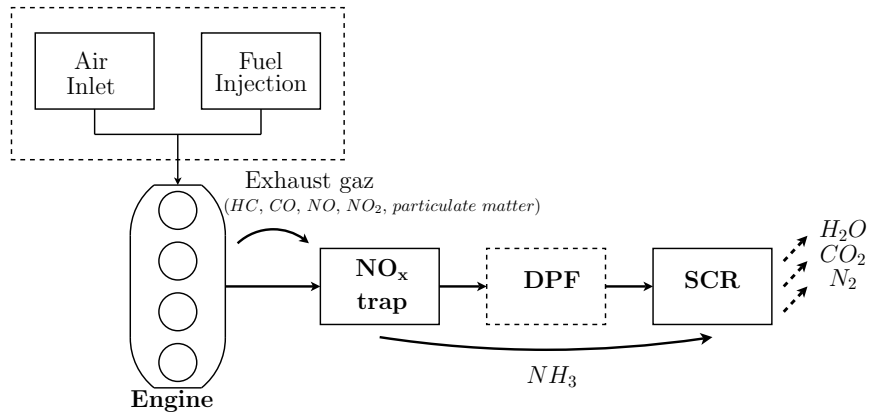 Air
Inlet
Fuel
Injection
Exhaust gaz
(HC, CO, NO, NO₂, particulate matter)
NOₓ
trap
DPF
SCR
H₂O
CO₂
N₂
NH₃
Engine